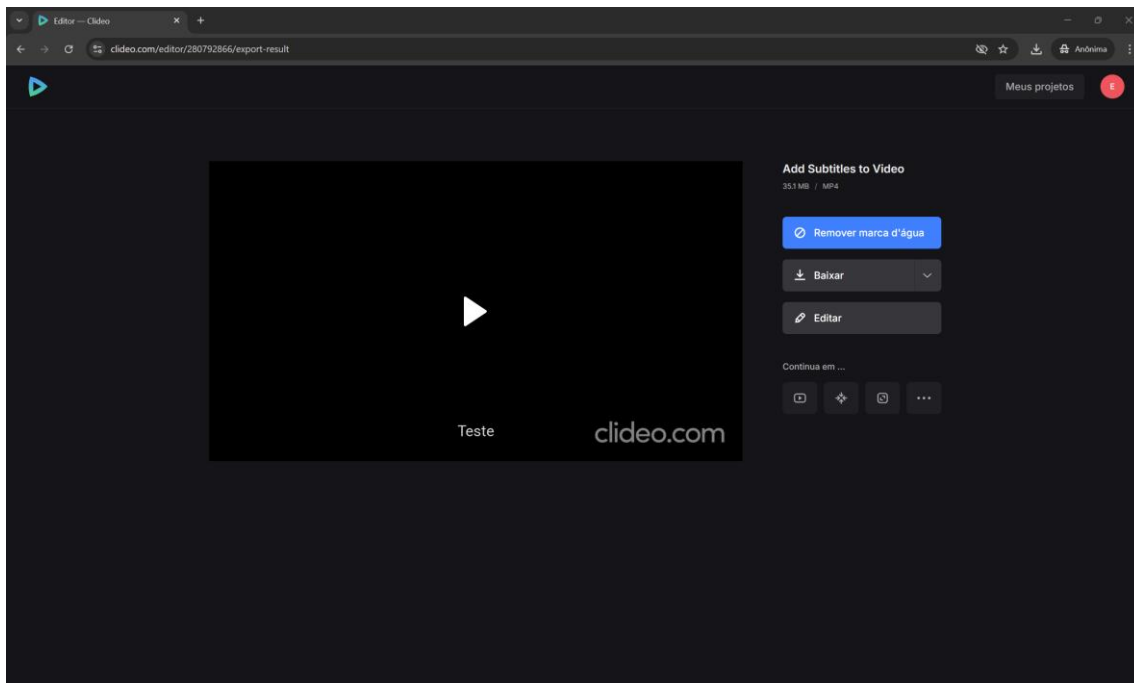 Editor — Clideo
clideo.com/editor/280792866/export-result
Anônima
Meus projetos
E
Add Subtitles to Video
35.1 MB / MP4
Remover marca d'água
Baixar
Editar
Continua em ...
Teste
clideo.com